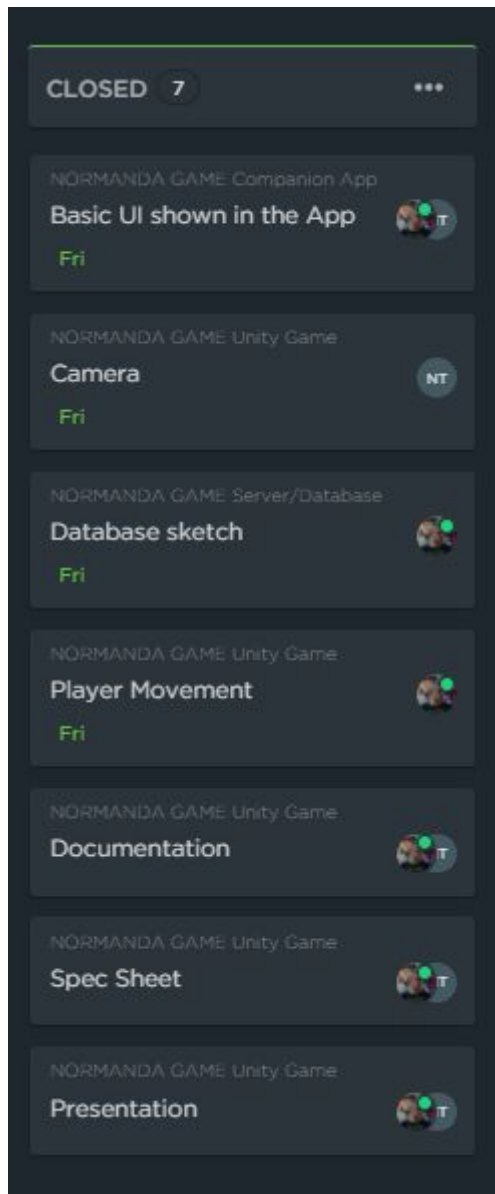 CLOSED 7
NORMANDA GAME Companion App
Basic UI shown in the App
Fri
NORMANDA GAME Unity Game
Camera
NT
Fri
NORMANDA GAME Server/Database
Database sketch
Fri
NORMANDA GAME Unity Game
Player Movement
Fri
NORMANDA GAME Unity Game
Documentation
NORMANDA GAME Unity Game
Spec Sheet
NORMANDA GAME Unity Game
Presentation